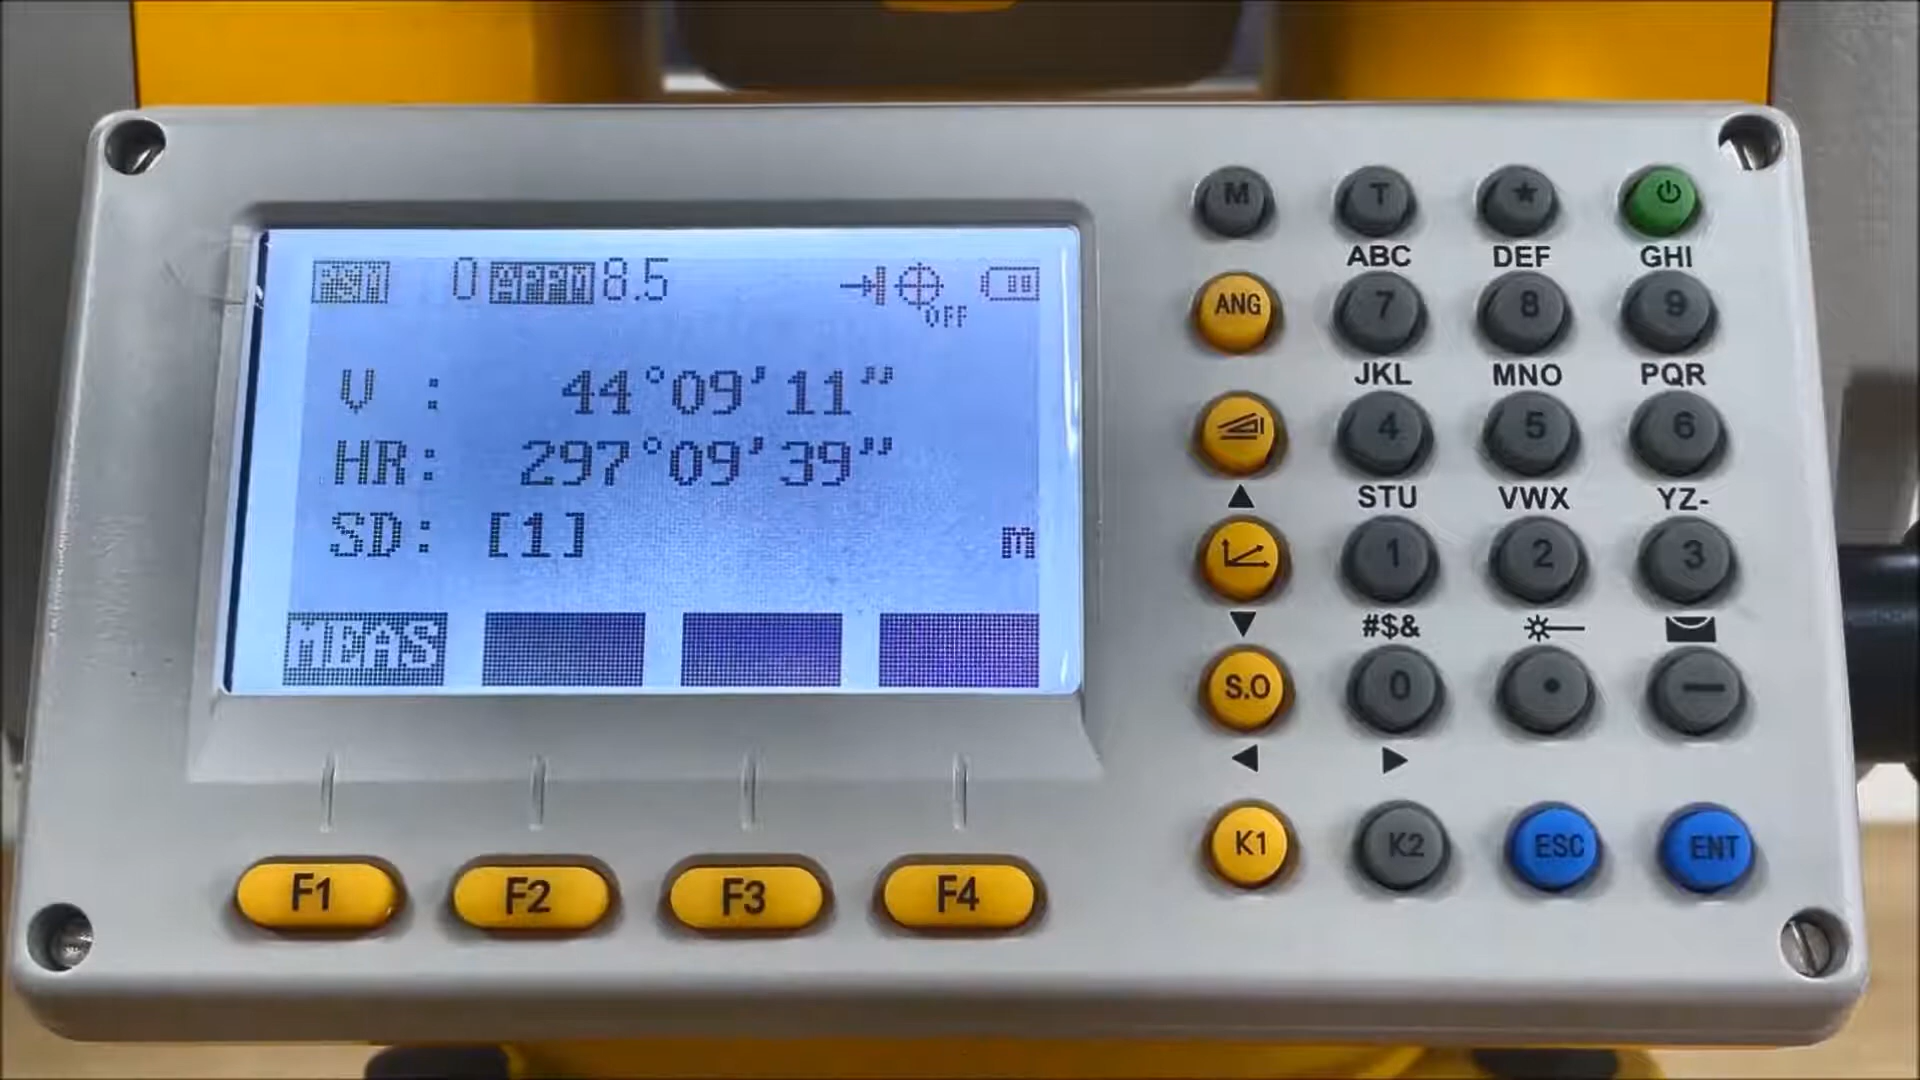 PSM 0 APPM 8.5
OFF
V : 44°09'11"
HR: 297°09'39"
SD: [1] m
MEAS
F1 F2 F3 F4
M T ★
ABC DEF GHI
ANG 7 8 9
JKL MNO PQR
4 5 6
▲ STU VWX YZ-
1 2 3
▼ #$&
S.O 0 • —
◀ ▶
K1 K2 ESC ENT